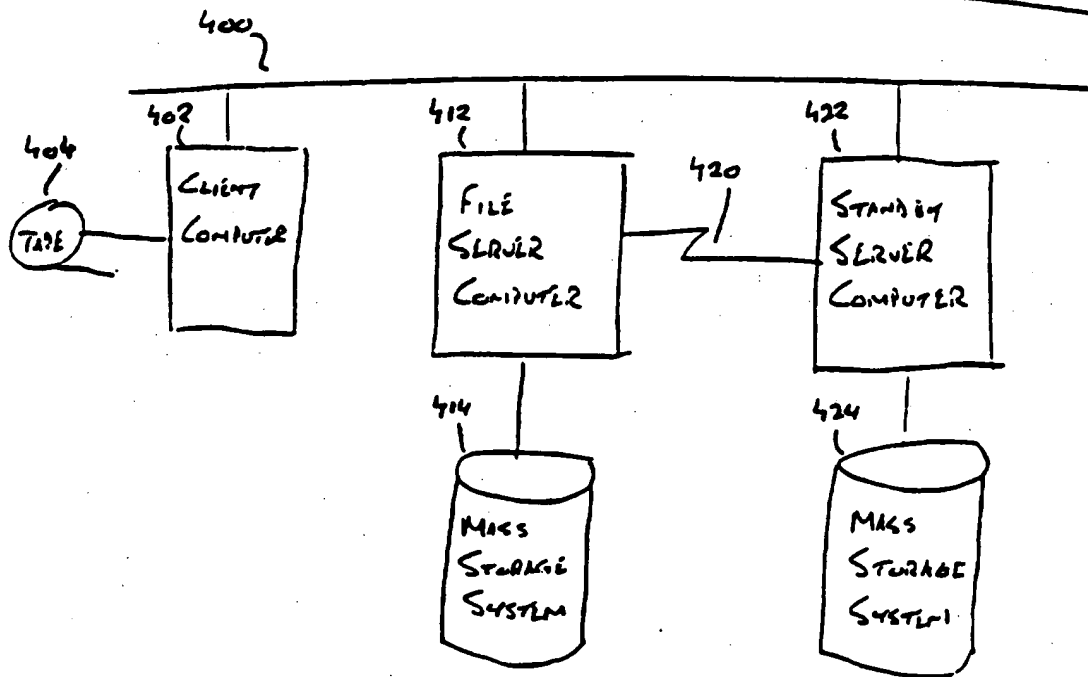 400
402
412
422
404
420
TAPE
CLIENT
COMPUTER
FILE
SERVER
COMPUTER
STANDBY
SERVER
COMPUTER
414
424
MASS
STORAGE
SYSTEM
MASS
STORAGE
SYSTEM